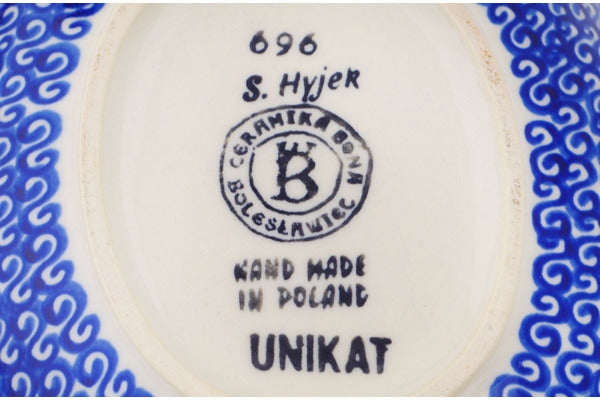 696
S. Hyjek
CERAMIKA BONA
B
BOLESŁAWIEC
HAND MADE
IN POLAND
UNIKAT